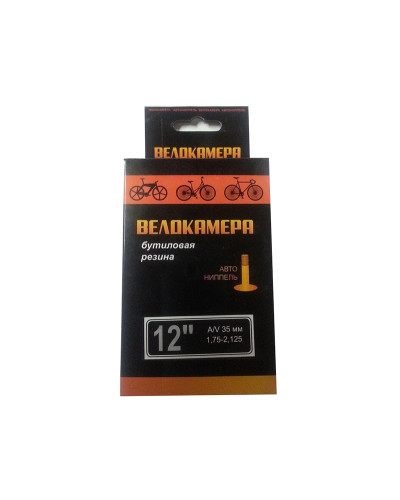 ВЕЛОКАМЕРА
ВЕЛОКАМЕРА
бутиловая
резина
АВТО
НИППЕЛЬ
12"
A/V 35 мм
1,75-2,125